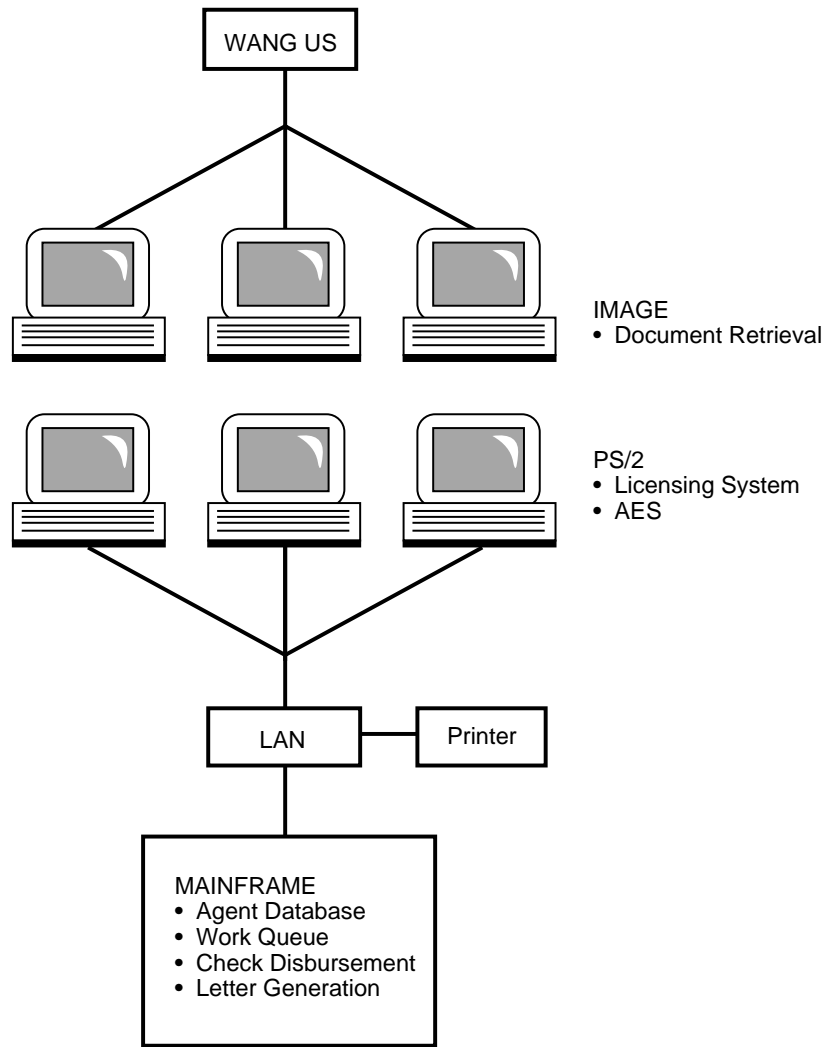 WANG US
IMAGE
• Document Retrieval
PS/2
• Licensing System
• AES
LAN
Printer
MAINFRAME
• Agent Database
• Work Queue
• Check Disbursement
• Letter Generation